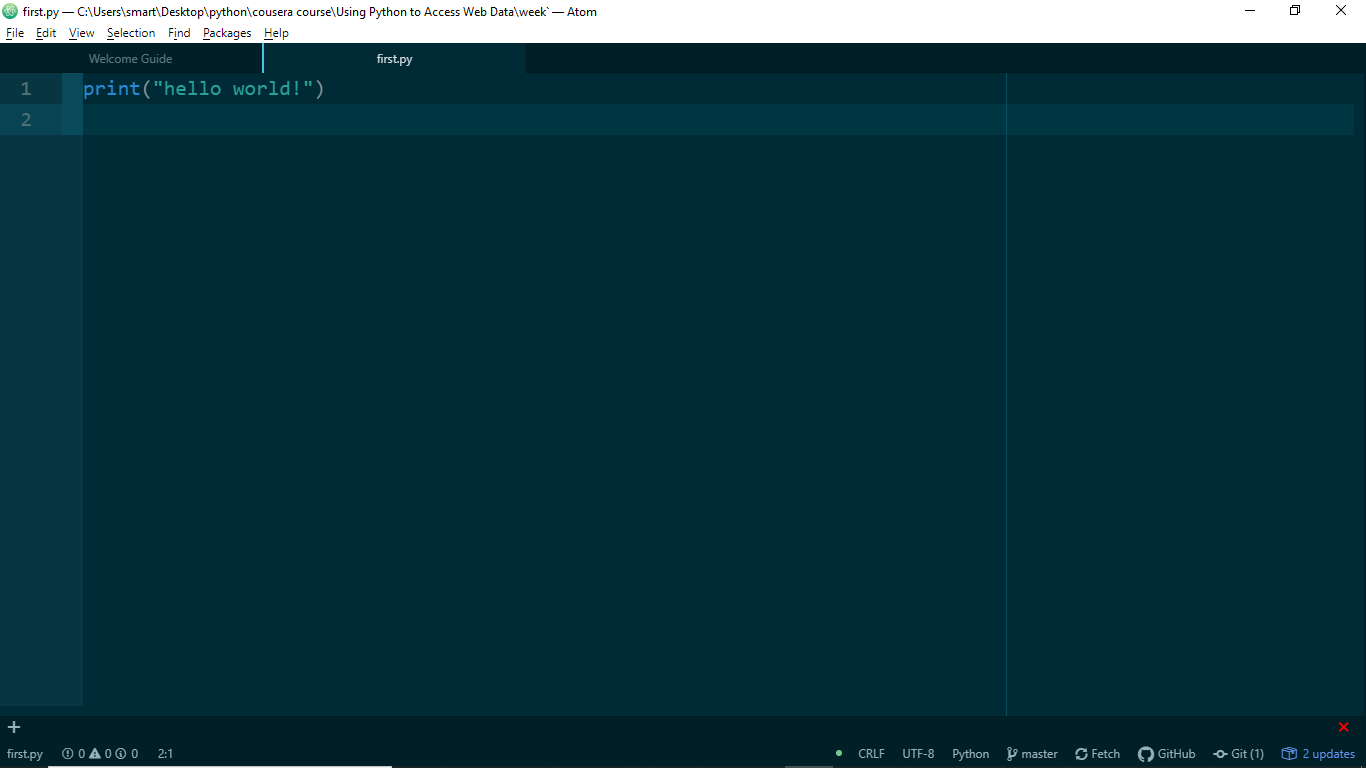 first.py — C:\Users\smart\Desktop\python\cousera course\Using Python to Access Web Data\week` — Atom
File Edit View Selection Find Packages Help
Welcome Guide first.py
1 print("hello world!")
2
+ ×
first.py 0 0 0 2:1 CRLF UTF-8 Python master Fetch GitHub Git (1) 2 updates